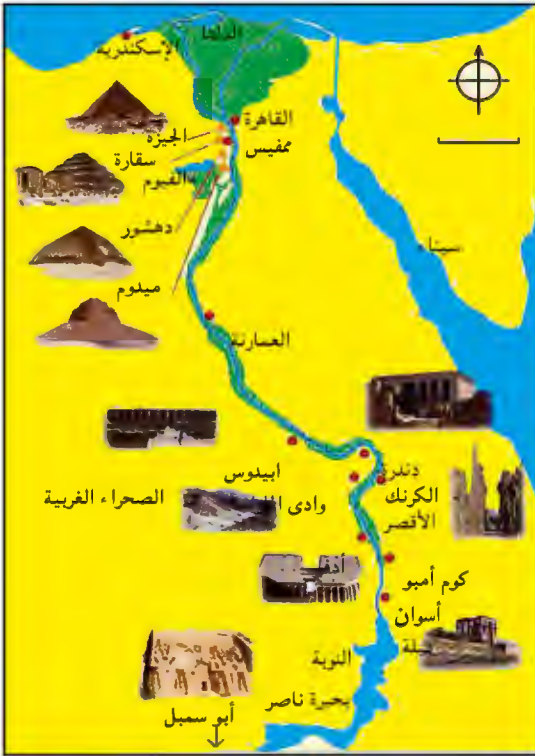 الدلتا
الإسكندرية
القاهرة
الجيزة
ممفيس
سقارة
الفيوم
دهشور
سيناء
ميدوم
العمارنة
دندرة
ابيدوس
الكرنك
الصحراء الغربية
وادى
الأقصر
كوم أمبو
أسوان
النوبة
بحيرة ناصر
أبو سمبل